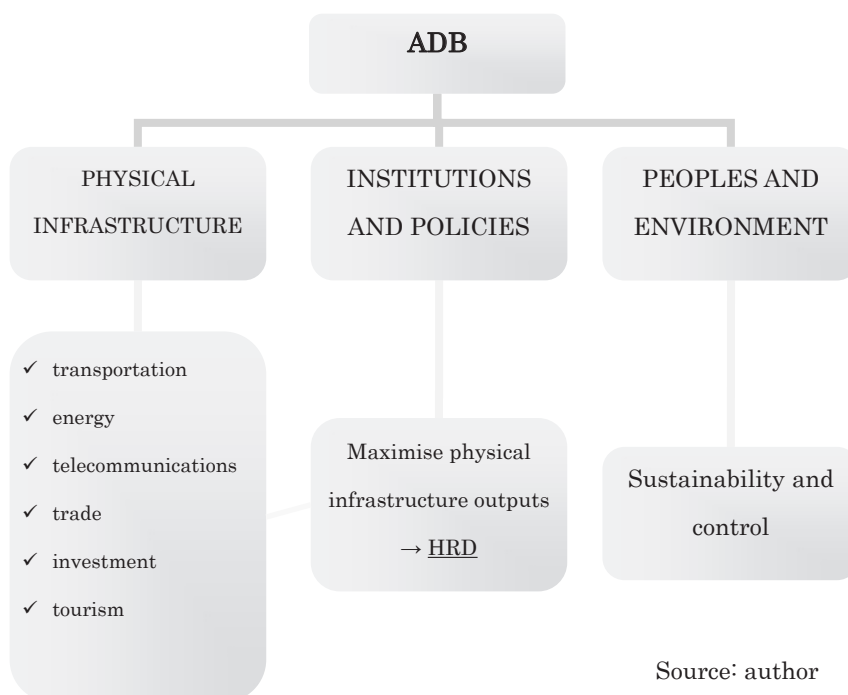 ADB
PHYSICAL
INFRASTRUCTURE
INSTITUTIONS
AND POLICIES
PEOPLES AND
ENVIRONMENT
✓ transportation
✓ energy
✓ telecommunications
✓ trade
✓ investment
✓ tourism
Maximise physical
infrastructure outputs
→ HRD
Sustainability and
control
Source: author